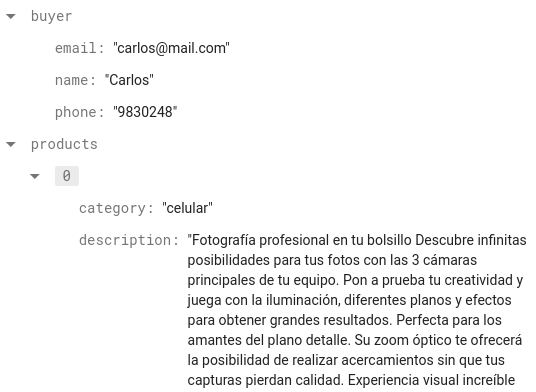 buyer
email: "carlos@mail.com"
name: "Carlos"
phone: "9830248"
products
0
category: "celular"
description: "Fotografía profesional en tu bolsillo Descubre infinitas
posibilidades para tus fotos con las 3 cámaras
principales de tu equipo. Pon a prueba tu creatividad y
juega con la iluminación, diferentes planos y efectos
para obtener grandes resultados. Perfecta para los
amantes del plano detalle. Su zoom óptico te ofrecerá
la posibilidad de realizar acercamientos sin que tus
capturas pierdan calidad. Experiencia visual increíble